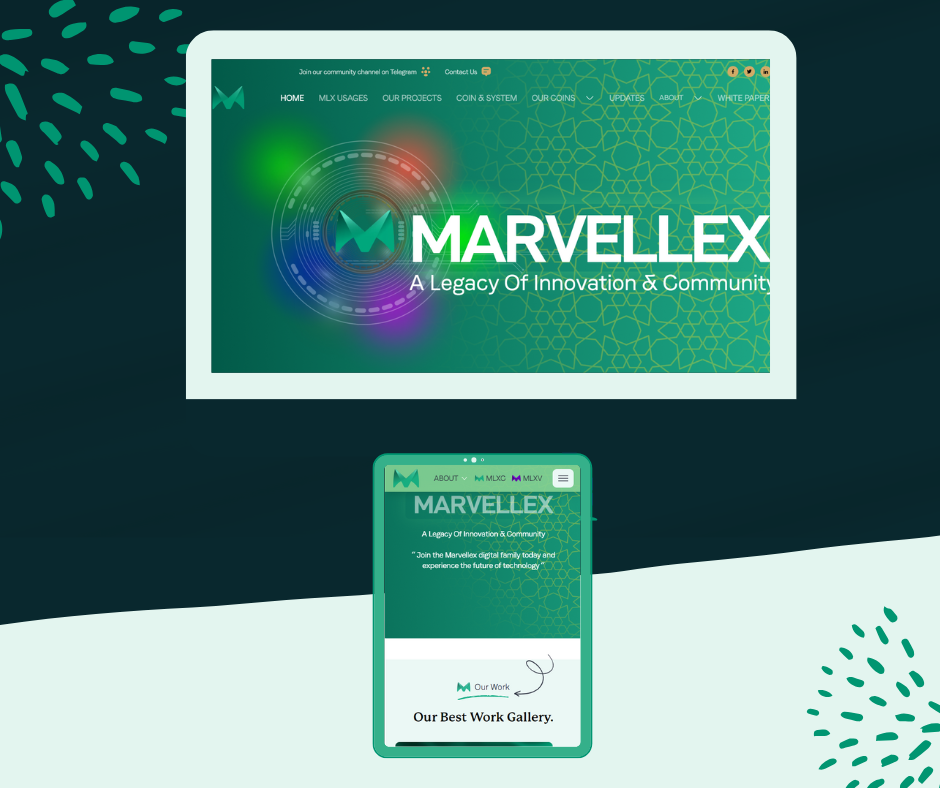 Join our community channel on Telegram Contact Us
HOME MLX USAGES OUR PROJECTS COIN & SYSTEM OUR COINS UPDATES ABOUT WHITE PAPER
MARVELLEX
A Legacy Of Innovation & Community
ABOUT MLXC MLXV
MARVELLEX
A Legacy Of Innovation & Community
" Join the Marvellex digital family today and
experience the future of technology "
Our Work
Our Best Work Gallery.